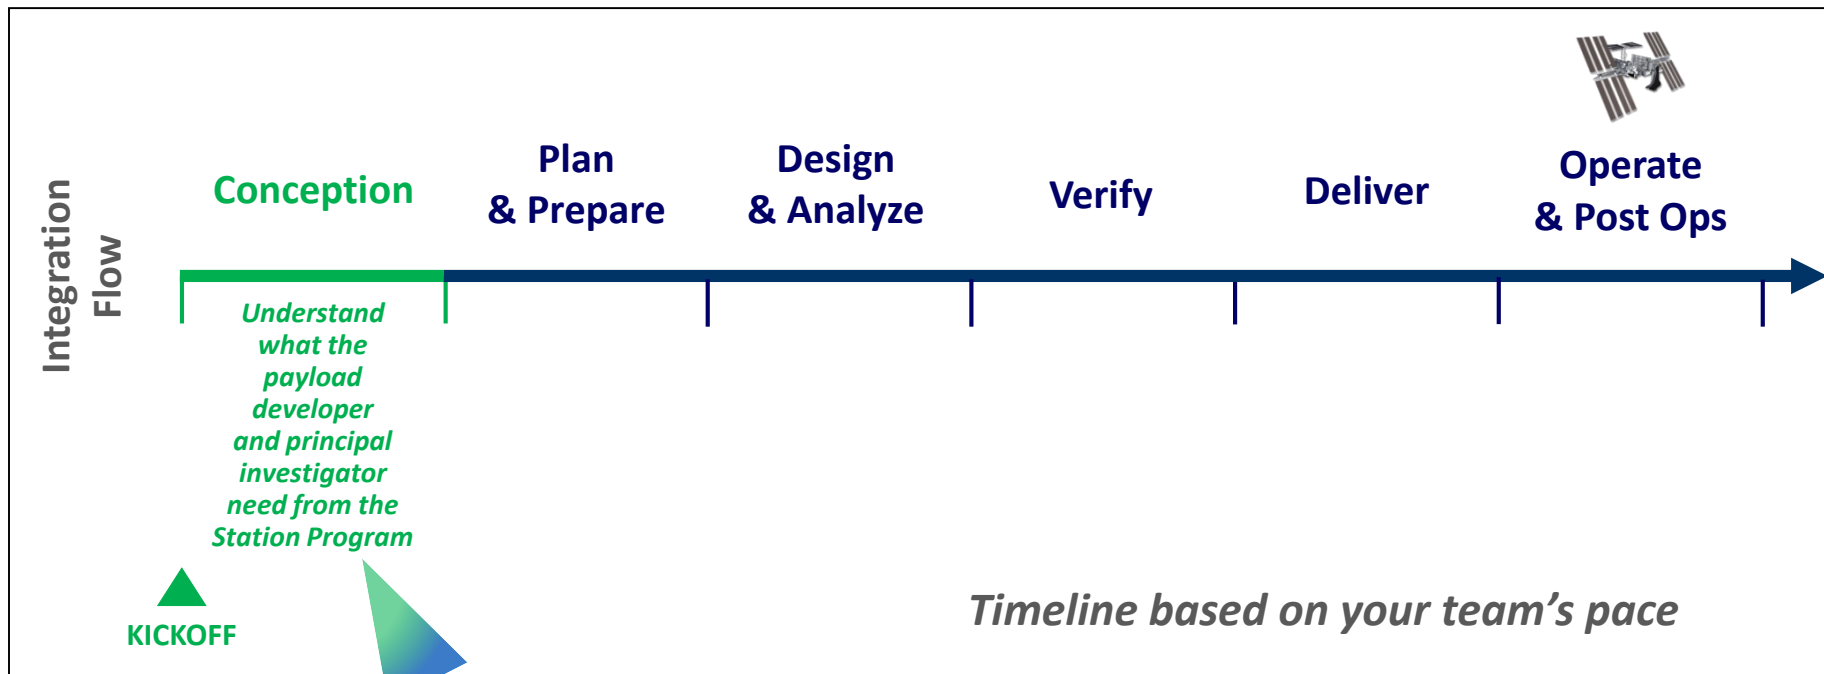 Integration
Flow
Conception
Plan
& Prepare
Design
& Analyze
Verify
Deliver
Operate
& Post Ops
Understand
what the
payload
developer
and principal
investigator
need from the
Station Program
KICKOFF
Timeline based on your team’s pace